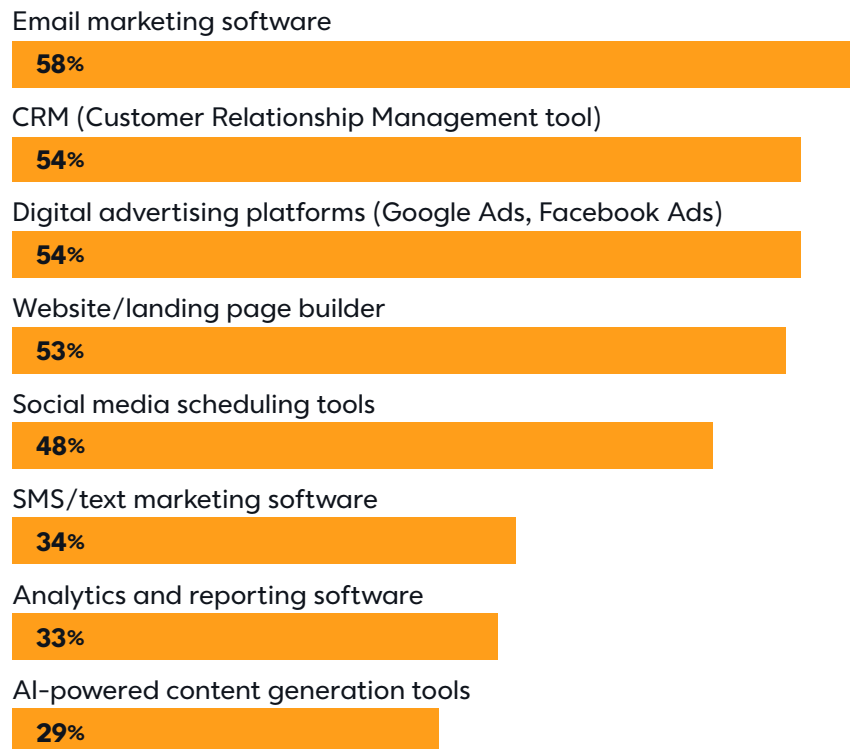 Email marketing software
58%
CRM (Customer Relationship Management tool)
54%
Digital advertising platforms (Google Ads, Facebook Ads)
54%
Website/landing page builder
53%
Social media scheduling tools
48%
SMS/text marketing software
34%
Analytics and reporting software
33%
AI-powered content generation tools
29%